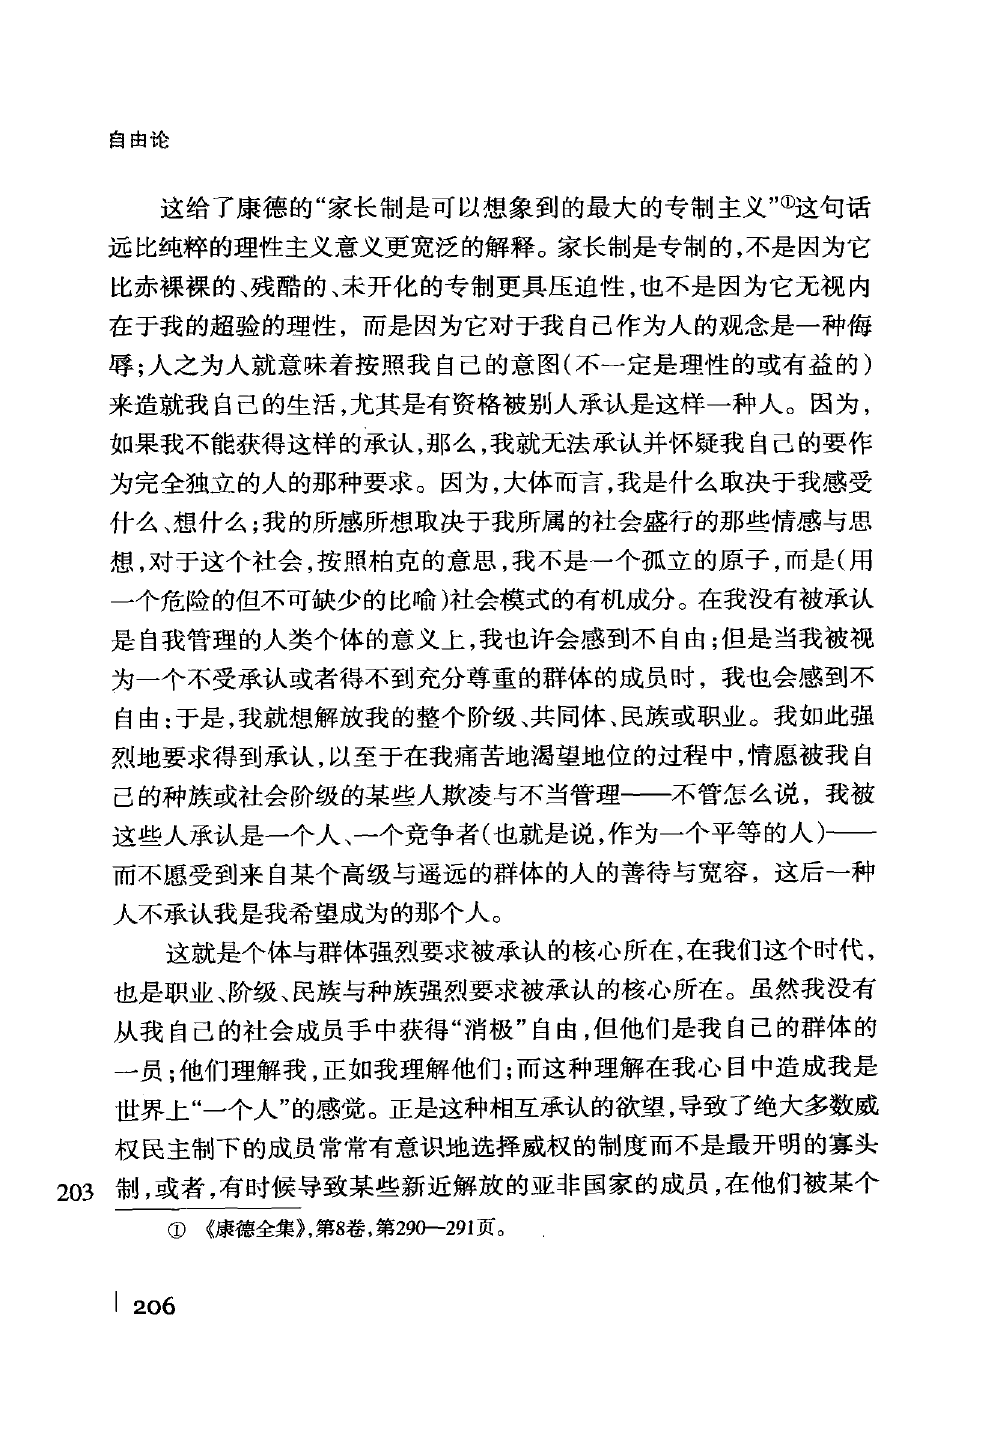 自由论
这给了康德的“家长制是可以想象到的最大的专制主义”①这句话
远比纯粹的理性主义意义更宽泛的解释。家长制是专制的,不是因为它
比赤裸裸的、残酷的、未开化的专制更具压迫性,也不是因为它无视内
在于我的超验的理性，而是因为它对于我自己作为人的观念是一种侮
辱;人之为人就意味着按照我自己的意图(不一定是理性的或有益的)
来造就我自己的生活,尤其是有资格被别人承认是这样一种人。因为,
如果我不能获得这样的承认,那么,我就无法承认并怀疑我自己的要作
为完全独立的人的那种要求。因为,大体而言,我是什么取决于我感受
什么、想什么;我的所感所想取决于我所属的社会盛行的那些情感与思
想,对于这个社会,按照柏克的意思,我不是一个孤立的原子,而是(用
一个危险的但不可缺少的比喻)社会模式的有机成分。在我没有被承认
是自我管理的人类个体的意义上,我也许会感到不自由;但是当我被视
为一个不受承认或者得不到充分尊重的群体的成员时，我也会感到不
自由:于是,我就想解放我的整个阶级、共同体、民族或职业。我如此强
烈地要求得到承认,以至于在我痛苦地渴望地位的过程中,情愿被我自
己的种族或社会阶级的某些人欺凌与不当管理——不管怎么说，我被
这些人承认是一个人、一个竞争者(也就是说,作为一个平等的人)——
而不愿受到来自某个高级与遥远的群体的人的善待与宽容，这后一种
人不承认我是我希望成为的那个人。
这就是个体与群体强烈要求被承认的核心所在,在我们这个时代,
也是职业、阶级、民族与种族强烈要求被承认的核心所在。虽然我没有
从我自己的社会成员手中获得“消极”自由,但他们是我自己的群体的
一员;他们理解我,正如我理解他们;而这种理解在我心目中造成我是
世界上“一个人”的感觉。正是这种相互承认的欲望,导致了绝大多数威
权民主制下的成员常常有意识地选择威权的制度而不是最开明的寡头
203 制,或者,有时候导致某些新近解放的亚非国家的成员,在他们被某个
① 《康德全集》,第8卷,第290—291页。
206